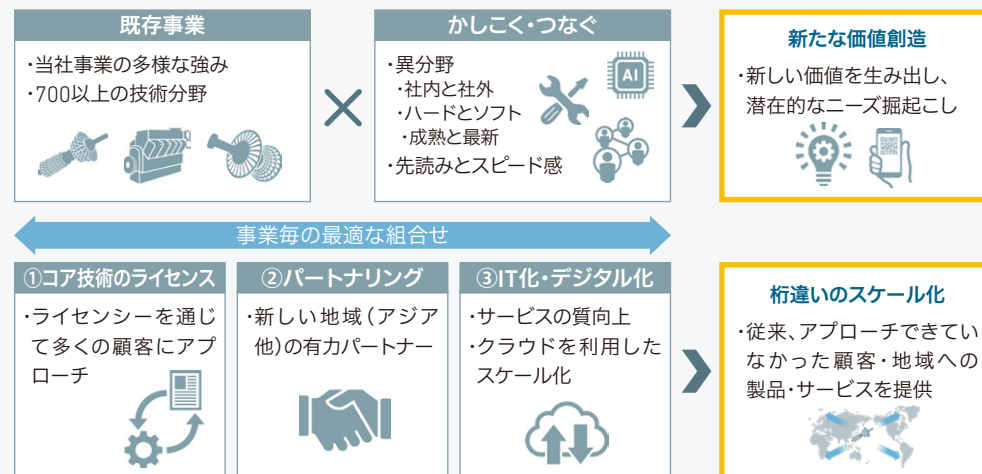 既存事業
・当社事業の多様な強み
・700以上の技術分野
かしこく・つなぐ
・異分野
・社内と社外
・ハードとソフト
・成熟と最新
・先読みとスピード感
AI
新たな価値創造
・新しい価値を生み出し、
潜在的なニーズ掘起こし
事業毎の最適な組合せ
①コア技術のライセンス
・ライセンシーを通じ
て多くの顧客にアプ
ローチ
②パートナリング
・新しい地域（アジア
他）の有力パートナー
③IT化・デジタル化
・サービスの質向上
・クラウドを利用した
スケール化
桁違いのスケール化
・従来、アプローチできてい
なかった顧客・地域への
製品・サービスを提供